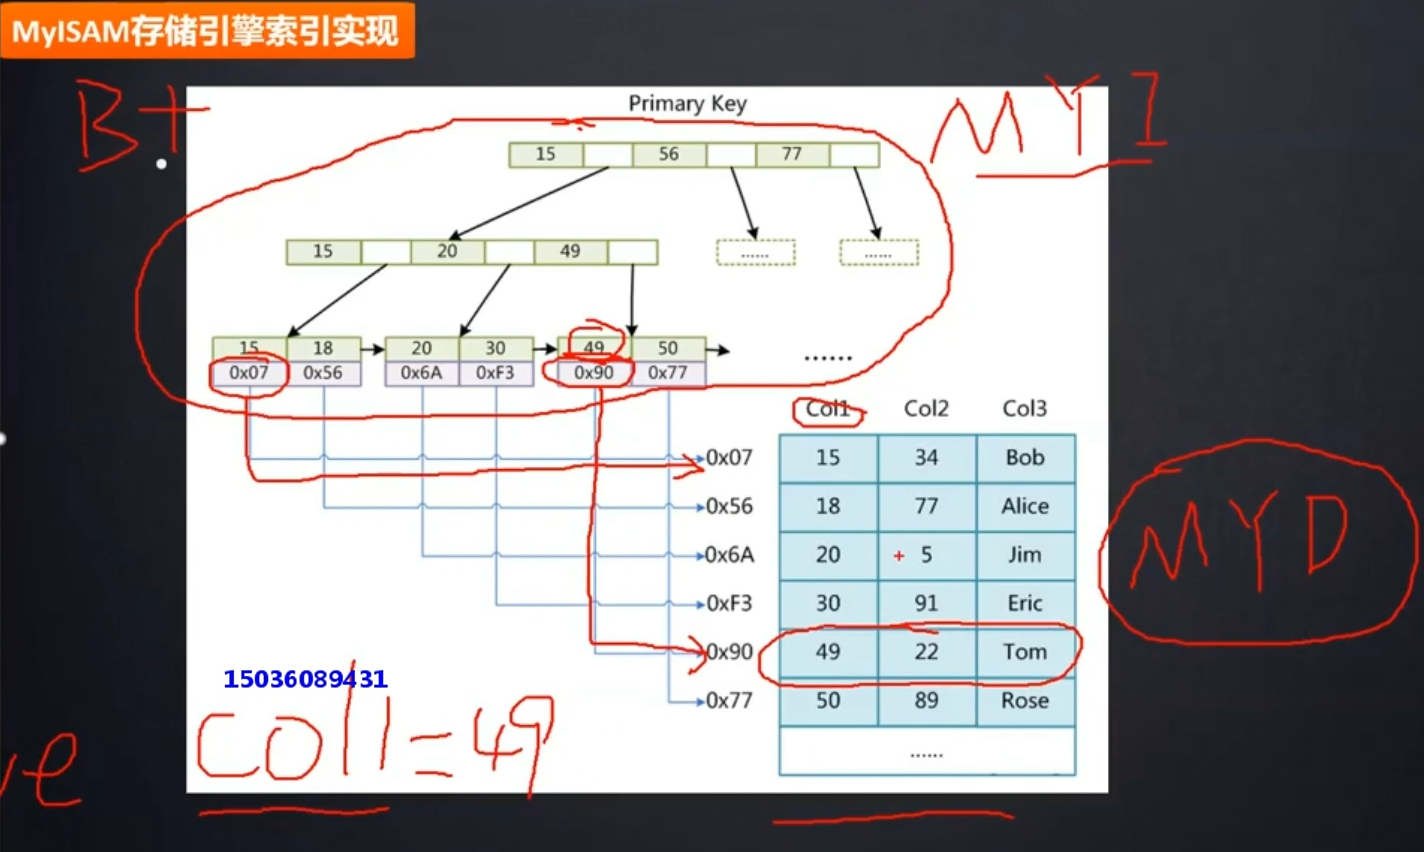 MyISAM存储引擎索引实现
B+
MYI
Primary Key
15 56 77
15 20 49 ...... ......
15 18 20 30 49 50 ......
0x07 0x56 0x6A 0xF3 0x90 0x77
Col1 Col2 Col3
0x07 15 34 Bob
0x56 18 77 Alice
0x6A 20 + 5 Jim
0xF3 30 91 Eric
0x90 49 22 Tom
0x77 50 89 Rose
......
MYD
15036089431
col1=49